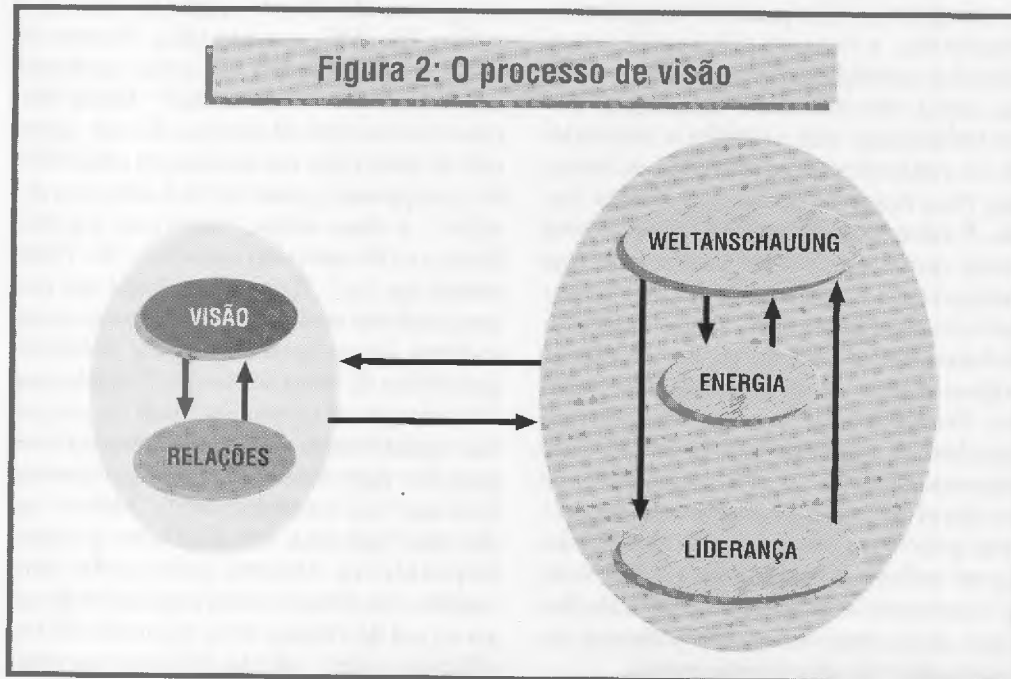 Figura 2: O processo de visão
WELTANSCHAUUNG
VISÃO
ENERGIA
RELAÇÕES
LIDERANÇA